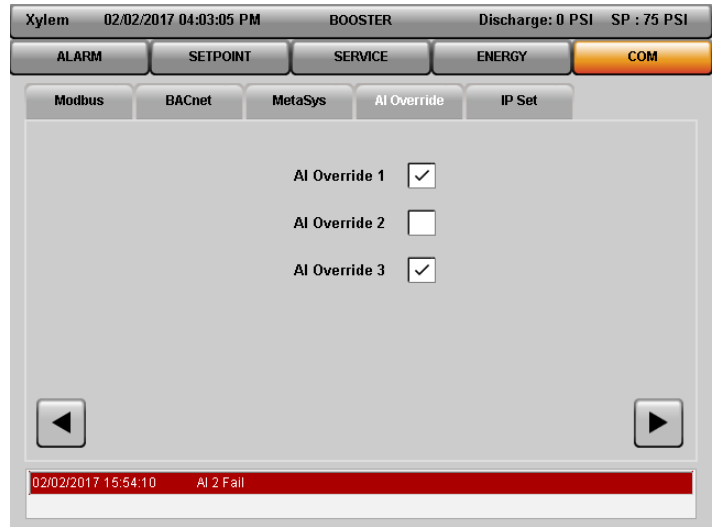 Xylem 02/02/2017 04:03:05 PM BOOSTER Discharge: 0 PSI SP : 75 PSI
ALARM SETPOINT SERVICE ENERGY COM
Modbus BACnet MetaSys AI Override IP Set
AI Override 1
AI Override 2
AI Override 3
02/02/2017 15:54:10 AI 2 Fail